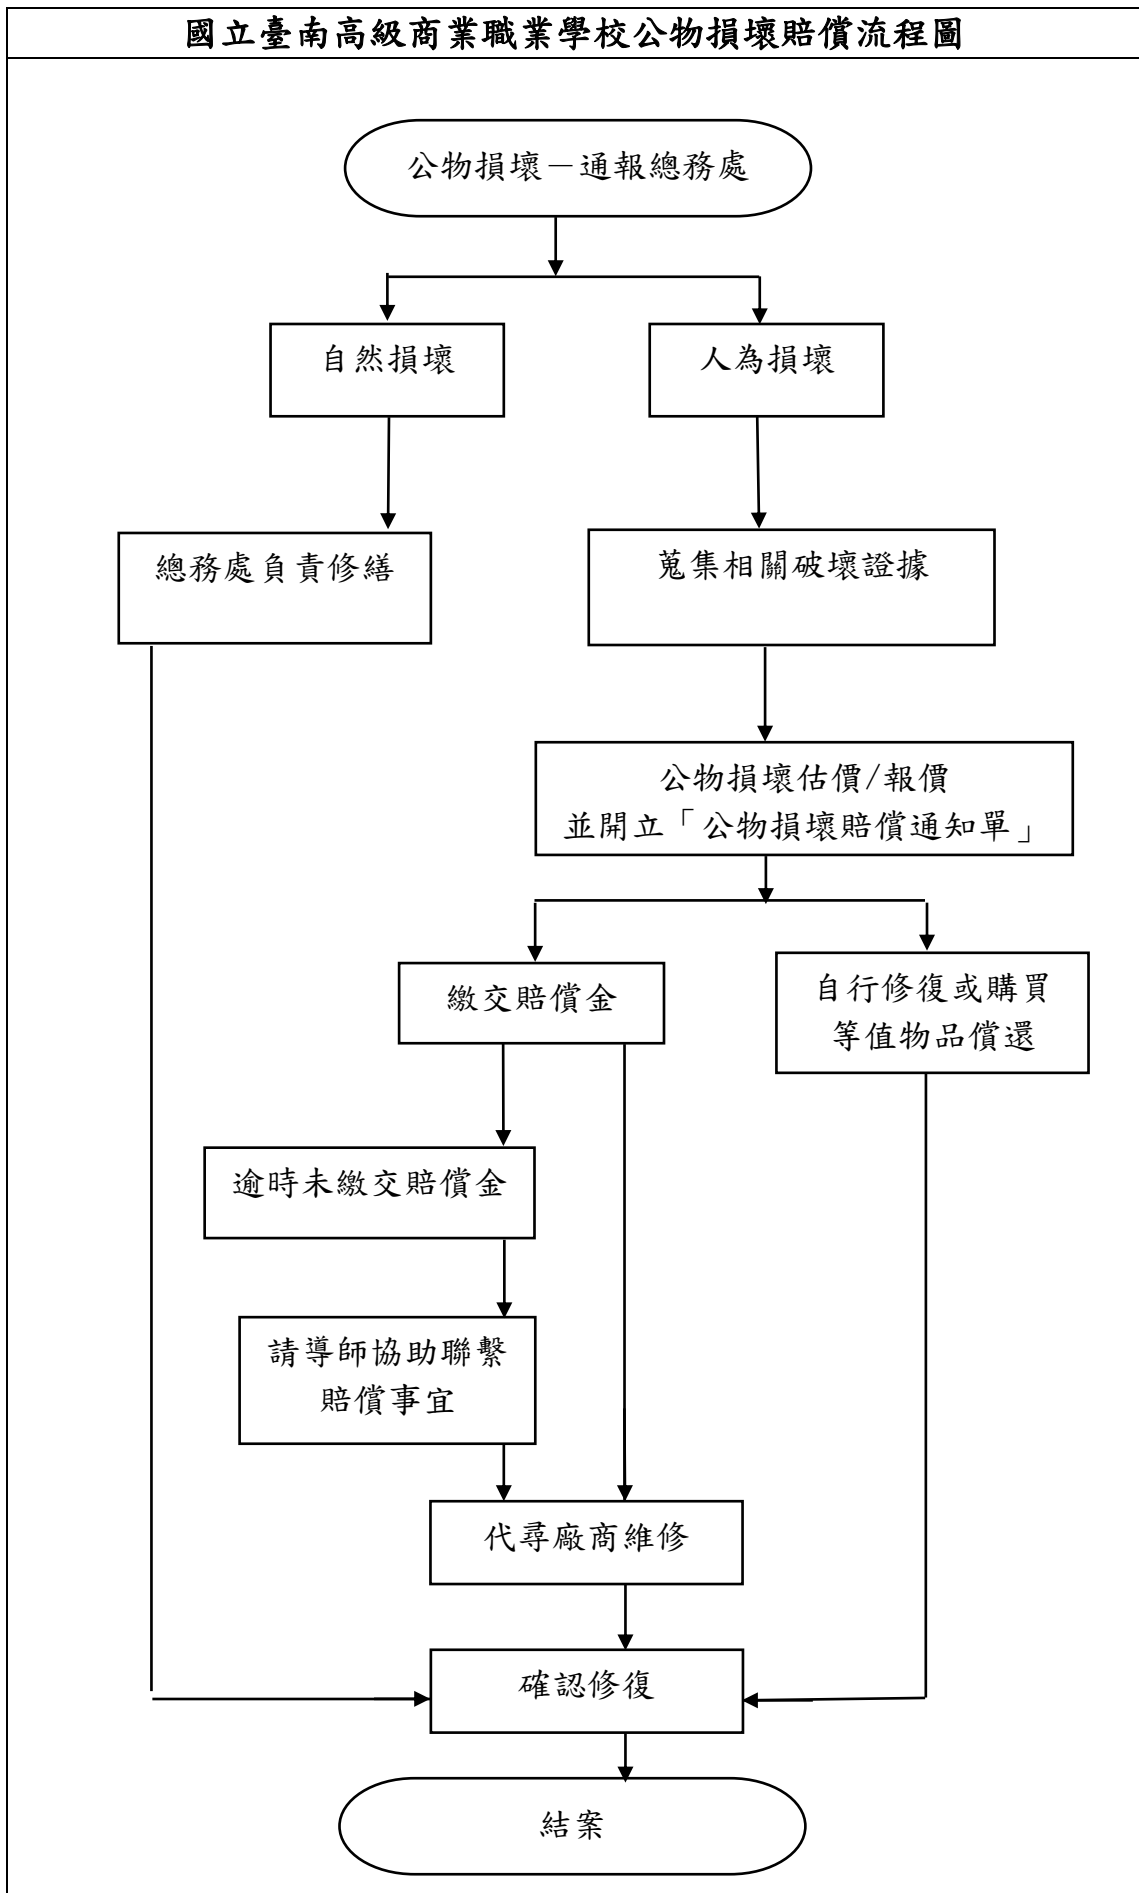 國立臺南高級商業職業學校公物損壞賠償流程圖
公物損壞－通報總務處
自然損壞
人為損壞
總務處負責修繕
蒐集相關破壞證據
公物損壞估價/報價
並開立「公物損壞賠償通知單」
繳交賠償金
自行修復或購買
等值物品償還
逾時未繳交賠償金
請導師協助聯繫
賠償事宜
代尋廠商維修
確認修復
結案